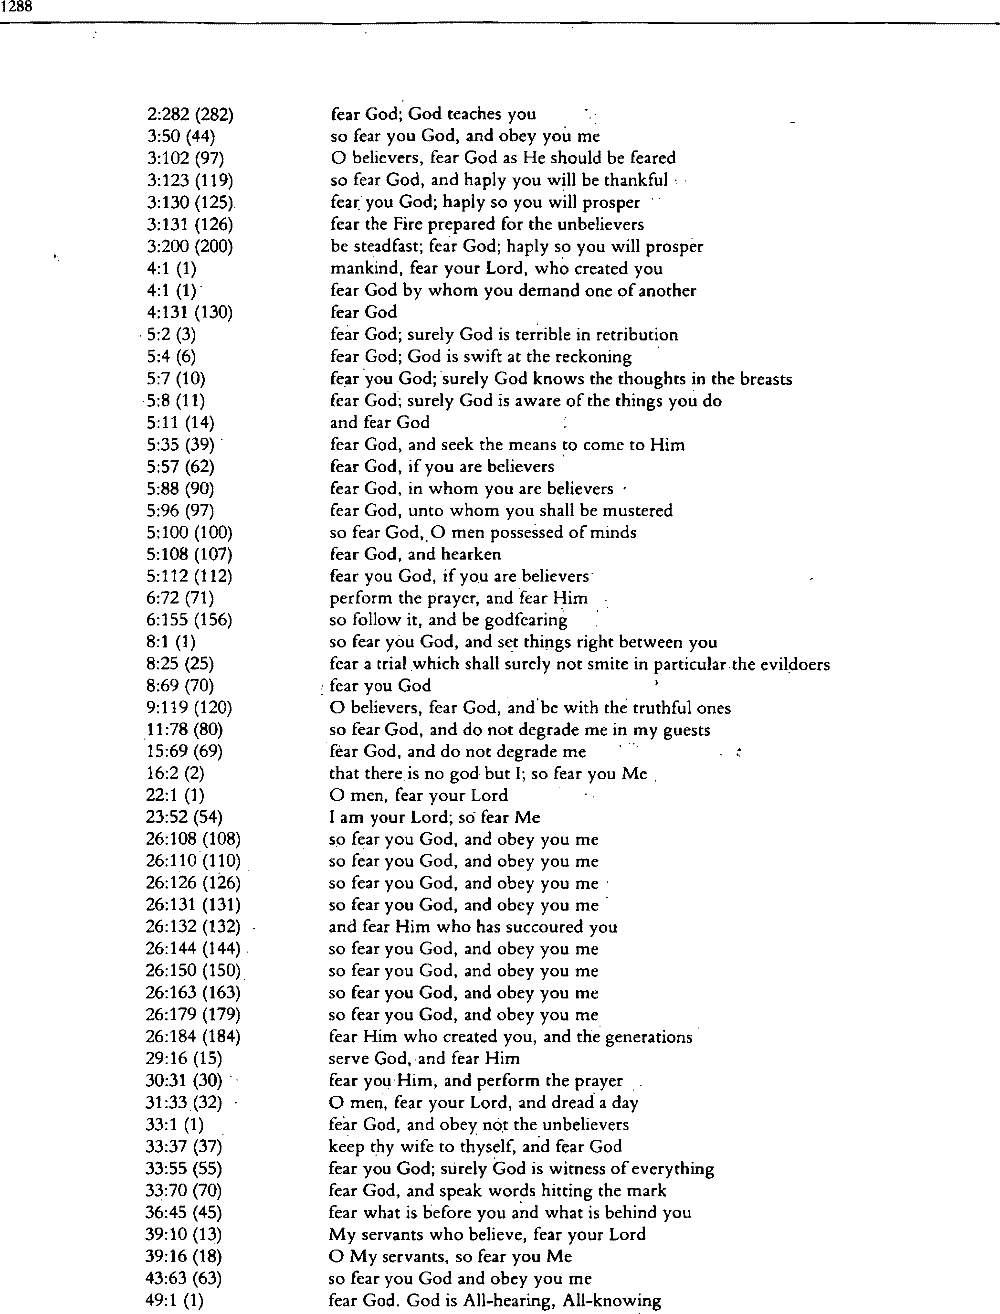 1288
2:282 (282) fear God; God teaches you
3:50 (44) so fear you God, and obey you me
3:102 (97) O believers, fear God as He should be feared
3:123 (119) so fear God, and haply you will be thankful
3:130 (125) fear you God; haply so you will prosper
3:131 (126) fear the Fire prepared for the unbelievers
3:200 (200) be steadfast; fear God; haply so you will prosper
4:1 (1) mankind, fear your Lord, who created you
4:1 (1) fear God by whom you demand one of another
4:131 (130) fear God
5:2 (3) fear God; surely God is terrible in retribution
5:4 (6) fear God; God is swift at the reckoning
5:7 (10) fear you God; surely God knows the thoughts in the breasts
5:8 (11) fear God; surely God is aware of the things you do
5:11 (14) and fear God
5:35 (39) fear God, and seek the means to come to Him
5:57 (62) fear God, if you are believers
5:88 (90) fear God, in whom you are believers
5:96 (97) fear God, unto whom you shall be mustered
5:100 (100) so fear God, O men possessed of minds
5:108 (107) fear God, and hearken
5:112 (112) fear you God, if you are believers
6:72 (71) perform the prayer, and fear Him
6:155 (156) so follow it, and be godfearing
8:1 (1) so fear you God, and set things right between you
8:25 (25) fear a trial which shall surely not smite in particular the evildoers
8:69 (70) fear you God
9:119 (120) O believers, fear God, and be with the truthful ones
11:78 (80) so fear God, and do not degrade me in my guests
15:69 (69) fear God, and do not degrade me
16:2 (2) that there is no god but I; so fear you Me
22:1 (1) O men, fear your Lord
23:52 (54) I am your Lord; so fear Me
26:108 (108) so fear you God, and obey you me
26:110 (110) so fear you God, and obey you me
26:126 (126) so fear you God, and obey you me
26:131 (131) so fear you God, and obey you me
26:132 (132) and fear Him who has succoured you
26:144 (144) so fear you God, and obey you me
26:150 (150) so fear you God, and obey you me
26:163 (163) so fear you God, and obey you me
26:179 (179) so fear you God, and obey you me
26:184 (184) fear Him who created you, and the generations
29:16 (15) serve God, and fear Him
30:31 (30) fear you Him, and perform the prayer
31:33 (32) O men, fear your Lord, and dread a day
33:1 (1) fear God, and obey not the unbelievers
33:37 (37) keep thy wife to thyself, and fear God
33:55 (55) fear you God; surely God is witness of everything
33:70 (70) fear God, and speak words hitting the mark
36:45 (45) fear what is before you and what is behind you
39:10 (13) My servants who believe, fear your Lord
39:16 (18) O My servants, so fear you Me
43:63 (63) so fear you God and obey you me
49:1 (1) fear God. God is All-hearing, All-knowing